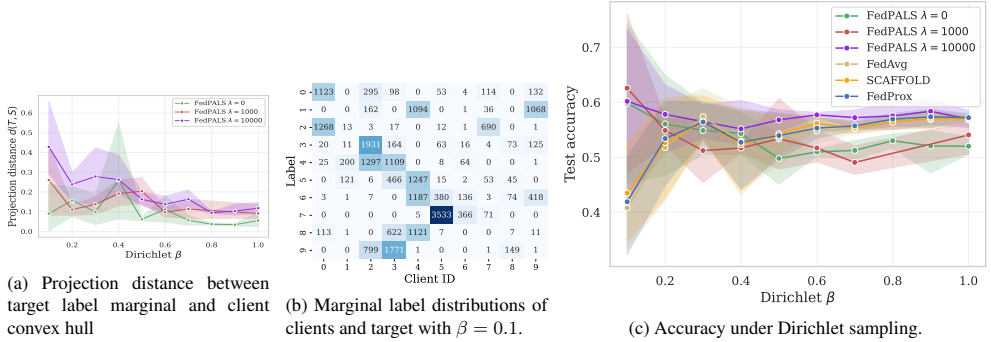 Projection distance d(T, S)
0.6
0.5
0.4
0.3
0.2
0.1
0.0
FedPALS λ = 0
FedPALS λ = 1000
FedPALS λ = 10000
0.2 0.4 0.6 0.8 1.0
Dirichlet β
(a) Projection distance between
target label marginal and client
convex hull
Label
0 1123 0 295 98 0 53 4 114 0 132
1 0 0 162 0 1094 0 1 36 0 1068
2 1268 13 3 17 0 12 1 690 0 1
3 20 11 1931 164 0 63 16 4 73 125
4 25 200 1297 1109 0 8 64 0 0 1
5 0 121 6 466 1247 15 2 53 45 0
6 3 1 7 0 1187 380 136 3 74 418
7 0 0 0 0 5 3533 366 71 0 0
8 113 1 0 622 1121 7 0 0 7 11
9 0 0 799 1771 1 0 0 1 149 1
0 1 2 3 4 5 6 7 8 9
Client ID
(b) Marginal label distributions of
clients and target with β = 0.1.
Test accuracy
0.7
0.6
0.5
0.4
FedPALS λ = 0
FedPALS λ = 1000
FedPALS λ = 10000
FedAvg
SCAFFOLD
FedProx
0.2 0.4 0.6 0.8 1.0
Dirichlet β
(c) Accuracy under Dirichlet sampling.